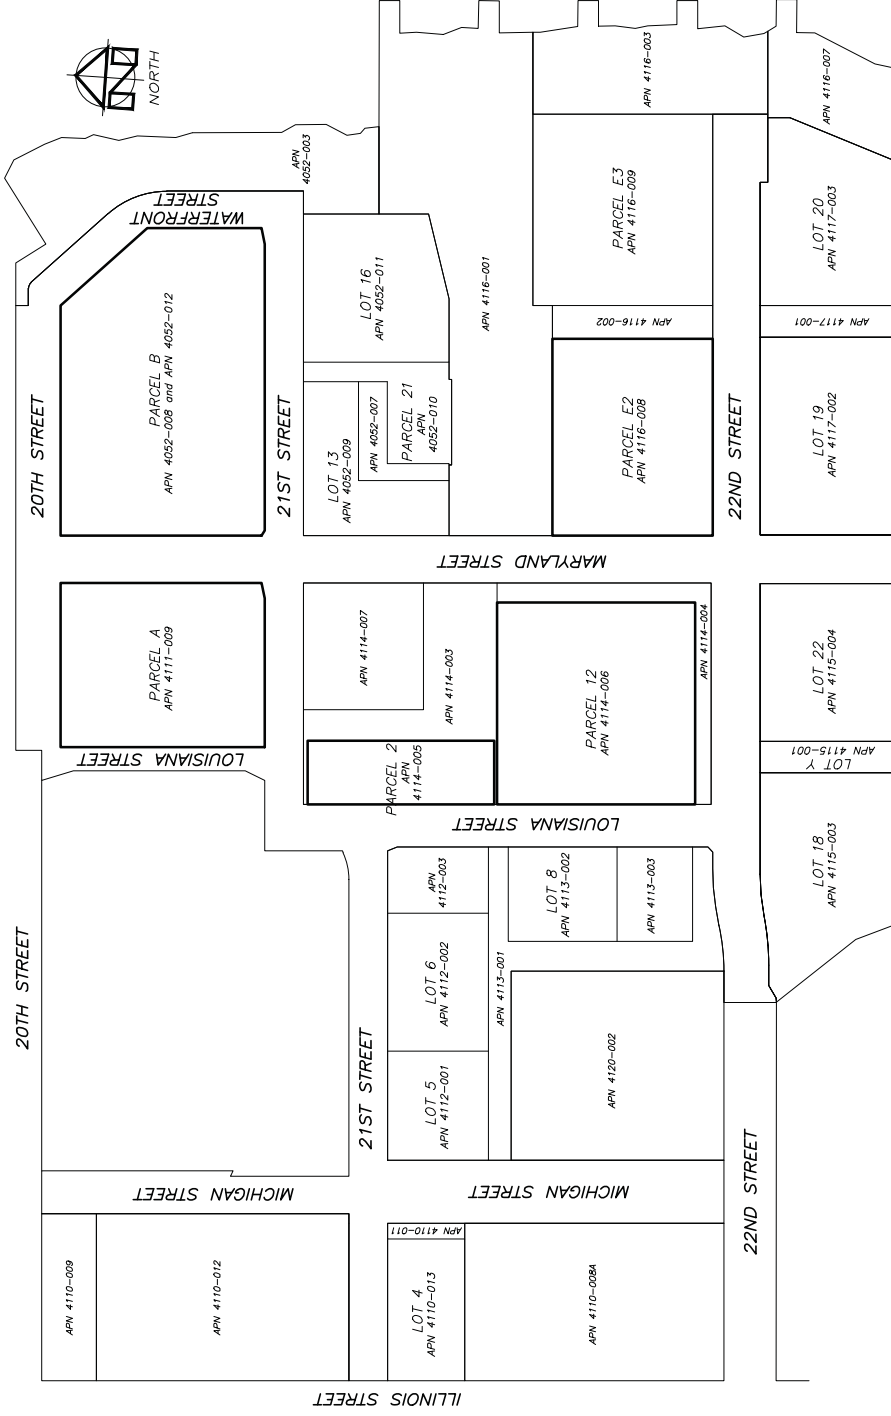 NORTH
APN 4116-003
APN 4116-007
APN
4052-003
WATERFRONT
STREET
PARCEL E3
APN 4116-009
LOT 20
APN 4117-003
LOT 16
APN 4052-011
APN 4116-001
APN 4116-002
APN 4117-001
20TH STREET
PARCEL B
APN 4052-008 and APN 4052-012
21ST STREET
LOT 13
APN 4052-009
APN 4052-007
PARCEL 21
APN
4052-010
PARCEL E2
APN 4116-008
22ND STREET
LOT 19
APN 4117-002
MARYLAND STREET
PARCEL A
APN 4111-009
APN 4114-007
APN 4114-003
PARCEL 12
APN 4114-006
APN 4114-004
LOT 22
APN 4115-004
LOUISIANA STREET
PARCEL 2
APN
4114-005
LOT Y
APN 4115-001
LOUISIANA STREET
APN
4112-003
LOT 8
APN 4113-002
APN 4113-003
LOT 18
APN 4115-003
20TH STREET
LOT 6
APN 4112-002
APN 4113-001
21ST STREET
LOT 5
APN 4112-001
APN 4120-002
MICHIGAN STREET
MICHIGAN STREET
22ND STREET
APN 4110-009
APN 4110-012
APN 4110-011
LOT 4
APN 4110-013
APN 4110-008A
ILLINOIS STREET